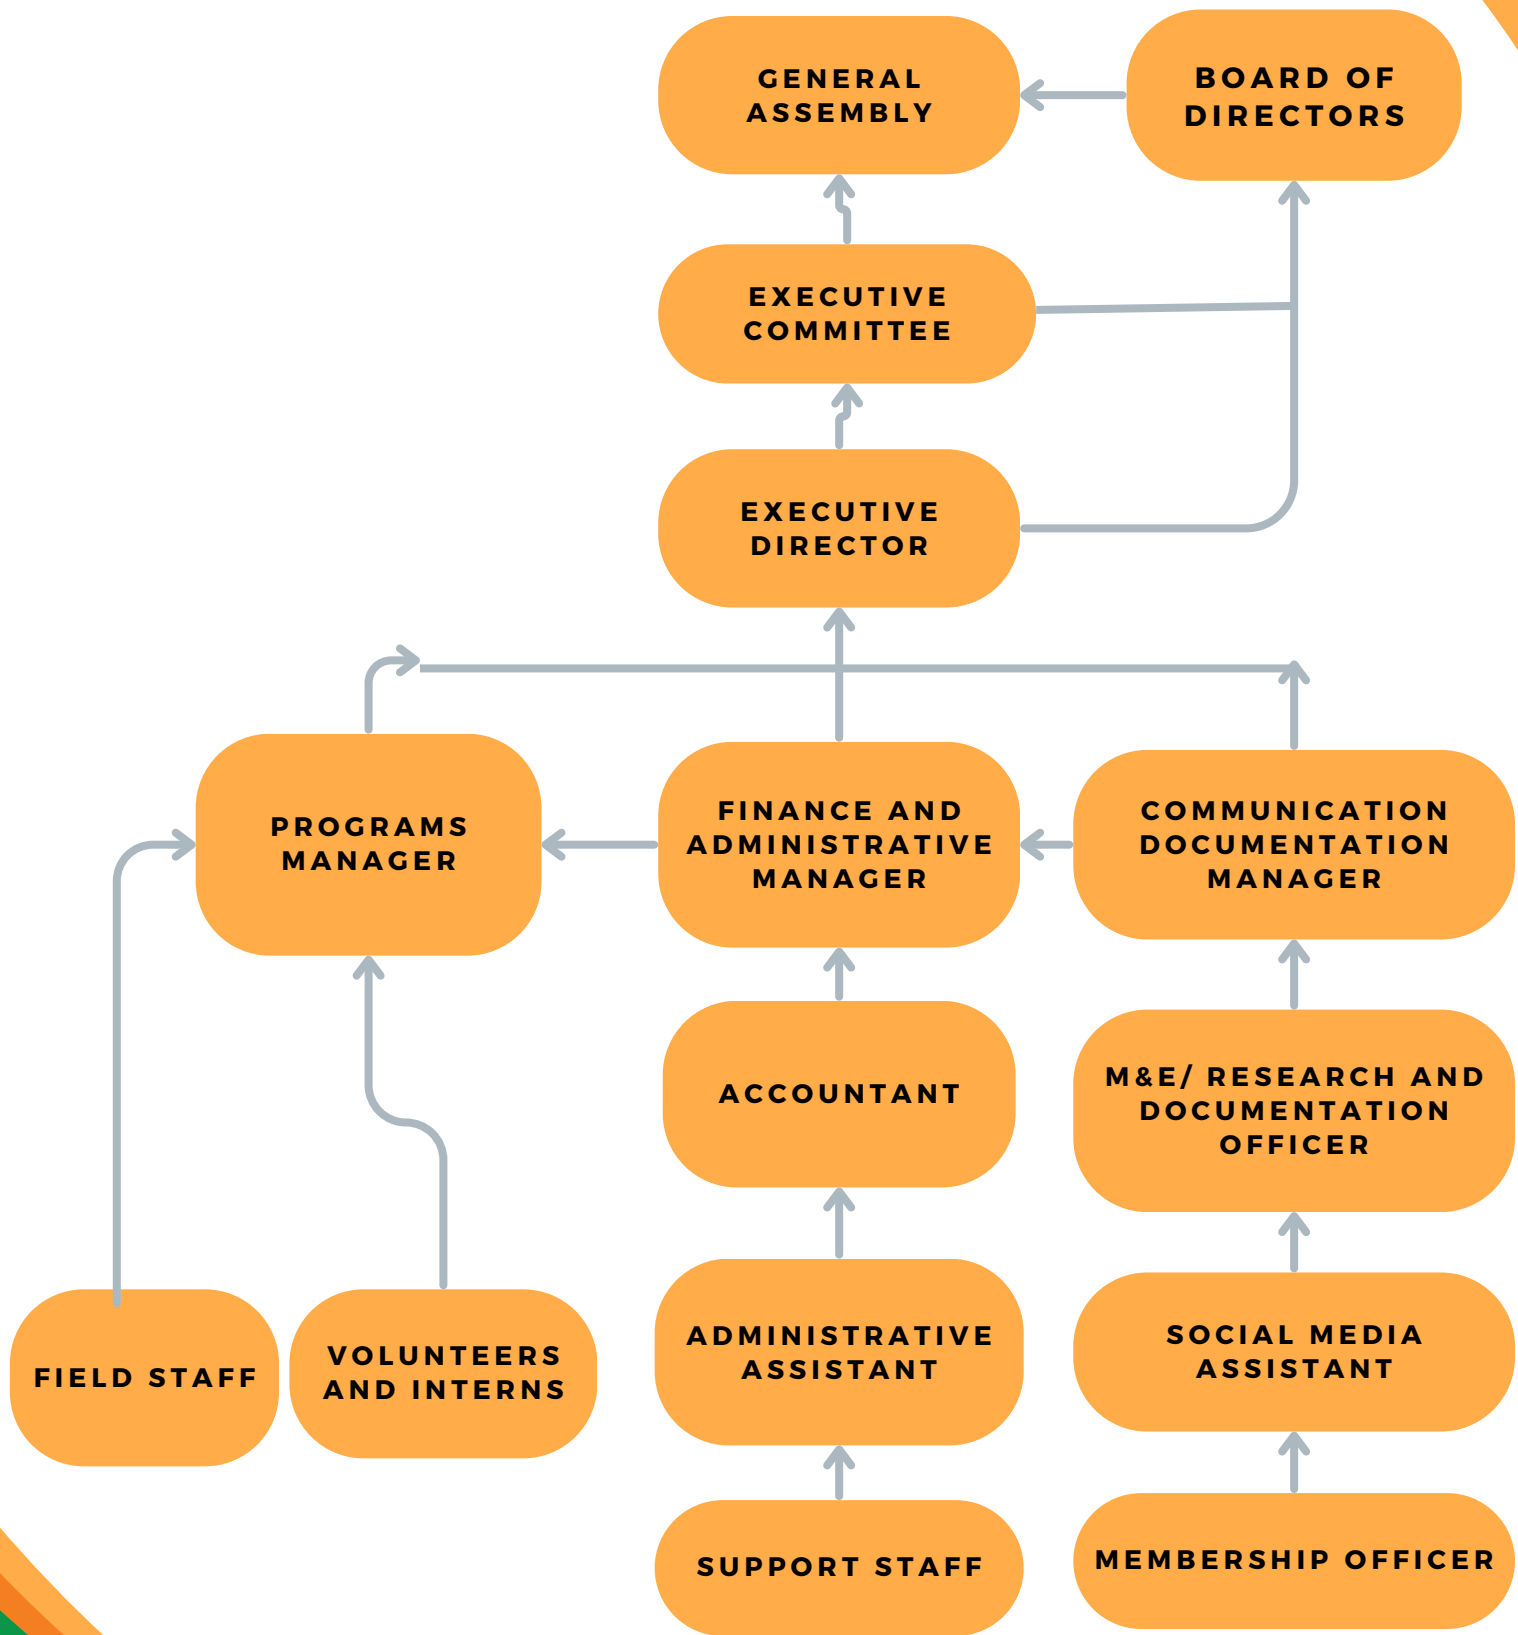 GENERAL
ASSEMBLY
BOARD OF
DIRECTORS
EXECUTIVE
COMMITTEE
EXECUTIVE
DIRECTOR
PROGRAMS
MANAGER
FINANCE AND
ADMINISTRATIVE
MANAGER
COMMUNICATION
DOCUMENTATION
MANAGER
ACCOUNTANT
M&E/ RESEARCH AND
DOCUMENTATION
OFFICER
FIELD STAFF
VOLUNTEERS
AND INTERNS
ADMINISTRATIVE
ASSISTANT
SOCIAL MEDIA
ASSISTANT
SUPPORT STAFF
MEMBERSHIP OFFICER